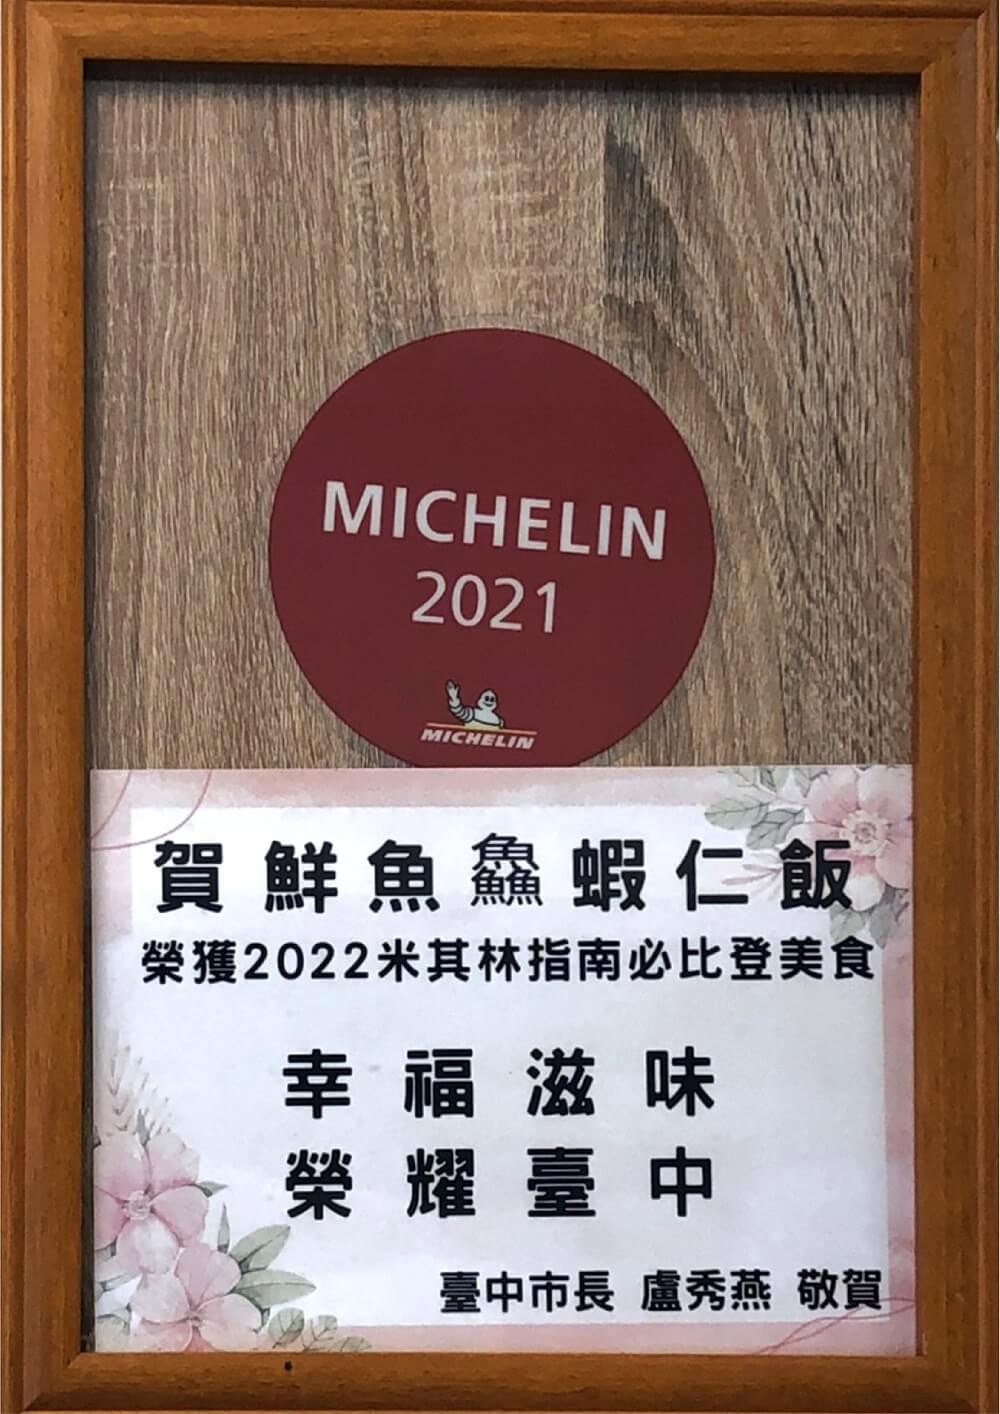 MICHELIN
2021
MICHELIN
賀鮮魚鱻蝦仁飯
榮獲2022米其林指南必比登美食
幸福滋味
榮耀臺中
臺中市長 盧秀燕 敬賀